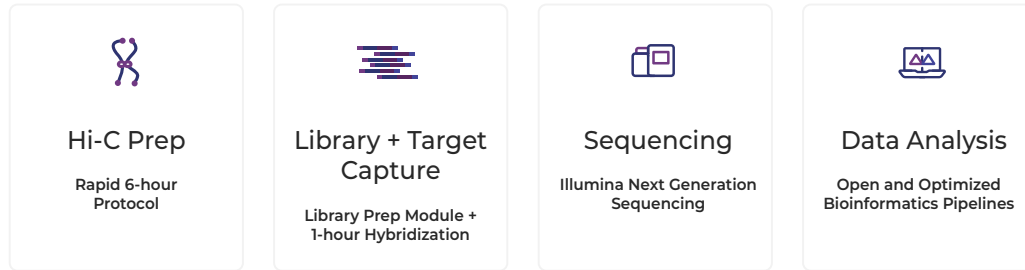 Hi-C Prep
Rapid 6-hour
Protocol
Library + Target
Capture
Library Prep Module +
1-hour Hybridization
Sequencing
Illumina Next Generation
Sequencing
Data Analysis
Open and Optimized
Bioinformatics Pipelines